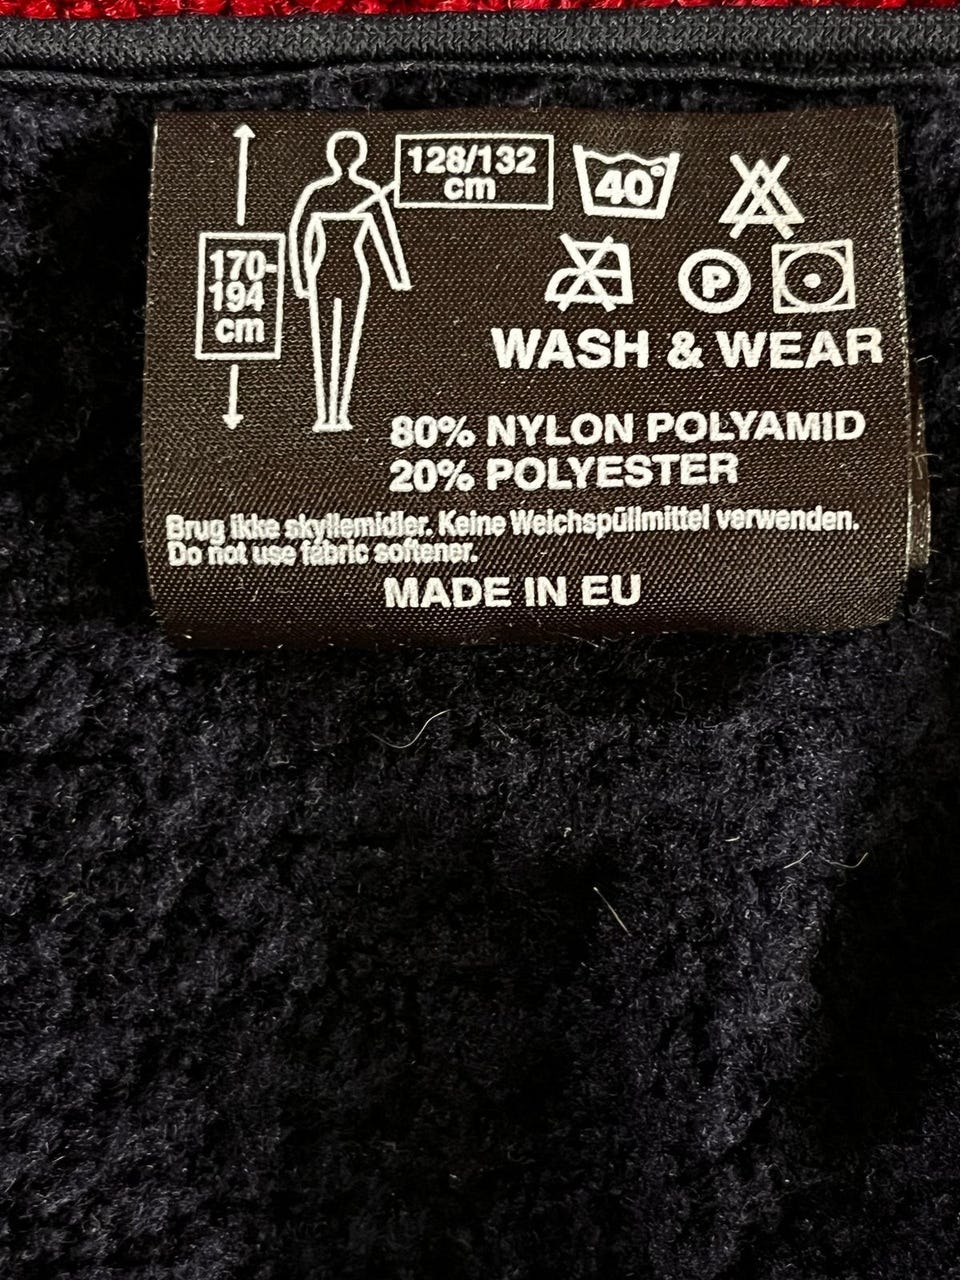 128/132
cm
40°
170-
194
cm
P
WASH & WEAR
80% NYLON POLYAMID
20% POLYESTER
Brug ikke skyllemidler. Keine Weichspüllmittel verwenden.
Do not use fabric softener.
MADE IN EU